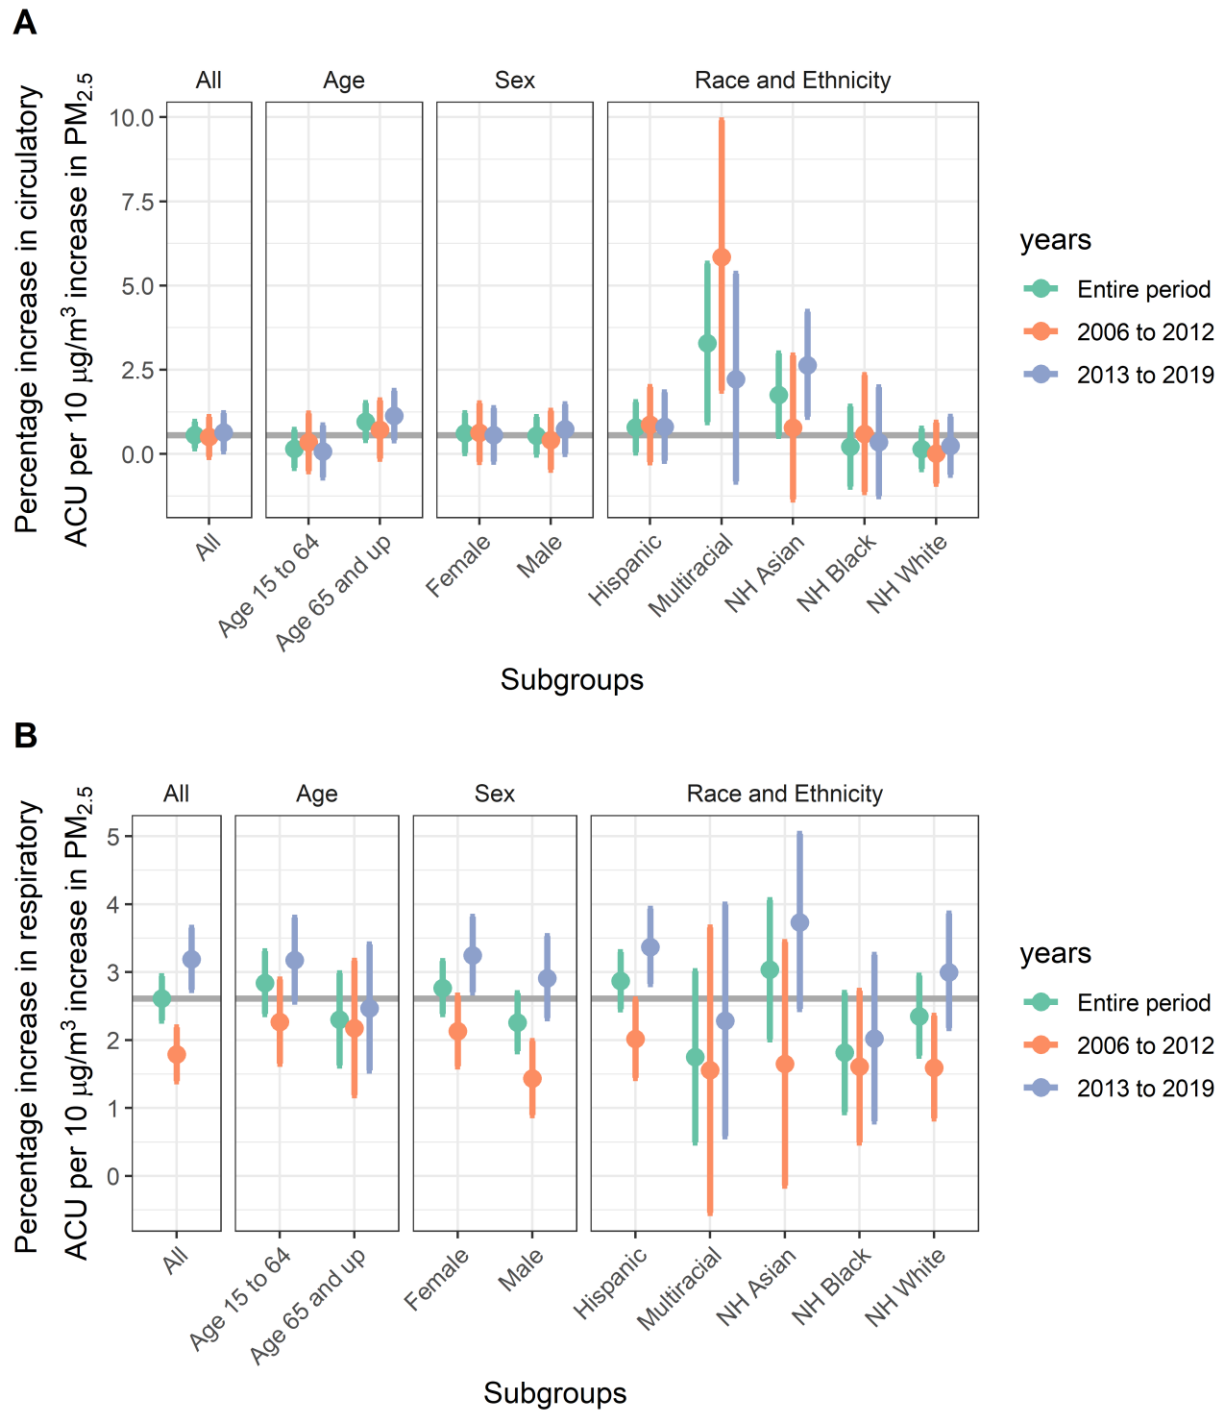 A
All
Age
Sex
Race and Ethnicity
Percentage increase in circulatory
ACU per 10 μg/m³ increase in PM₂.₅
10.0
7.5
5.0
2.5
0.0
All
Age 15 to 64
Age 65 and up
Female
Male
Hispanic
Multiracial
NH Asian
NH Black
NH White
Subgroups
years
Entire period
2006 to 2012
2013 to 2019
B
All
Age
Sex
Race and Ethnicity
Percentage increase in respiratory
ACU per 10 μg/m³ increase in PM₂.₅
5
4
3
2
1
0
All
Age 15 to 64
Age 65 and up
Female
Male
Hispanic
Multiracial
NH Asian
NH Black
NH White
Subgroups
years
Entire period
2006 to 2012
2013 to 2019